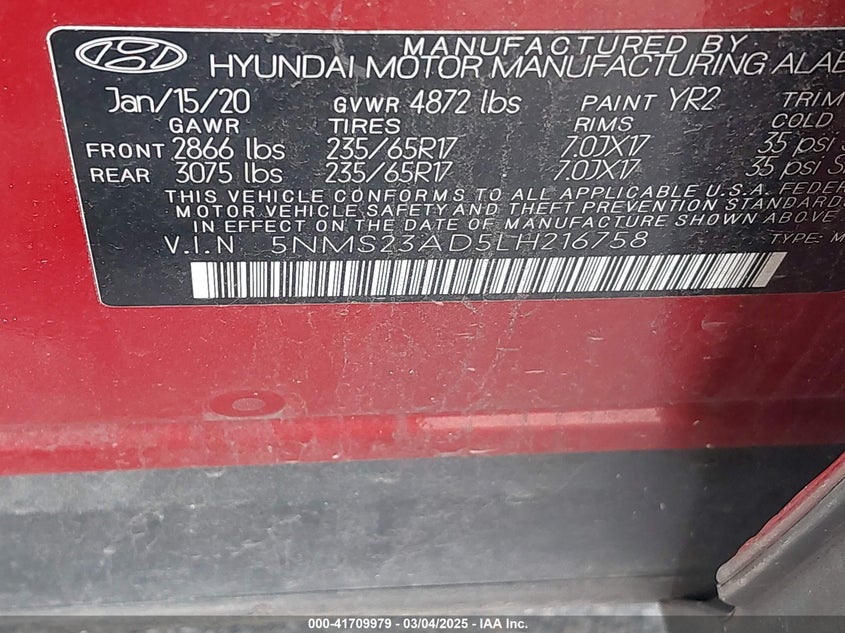 MANUFACTURED BY
HYUNDAI MOTOR MANUFACTURING ALAB
Jan/15/20 GVWR 4872 lbs PAINT YR2 TRIM
GAWR TIRES RIMS COLD
FRONT 2866 lbs 235/65R17 7.0JX17 35 psi S
REAR 3075 lbs 235/65R17 7.0JX17 35 psi S
THIS VEHICLE CONFORMS TO ALL APPLICABLE U.S.A. FEDER
MOTOR VEHICLE SAFETY AND THEFT PREVENTION STANDARDS
IN EFFECT ON THE DATE OF MANUFACTURE SHOWN ABOVE.
V.I.N 5NMS23AD5LH216758 TYPE: M
000-41709979 — 03/04/2025 — IAA Inc.